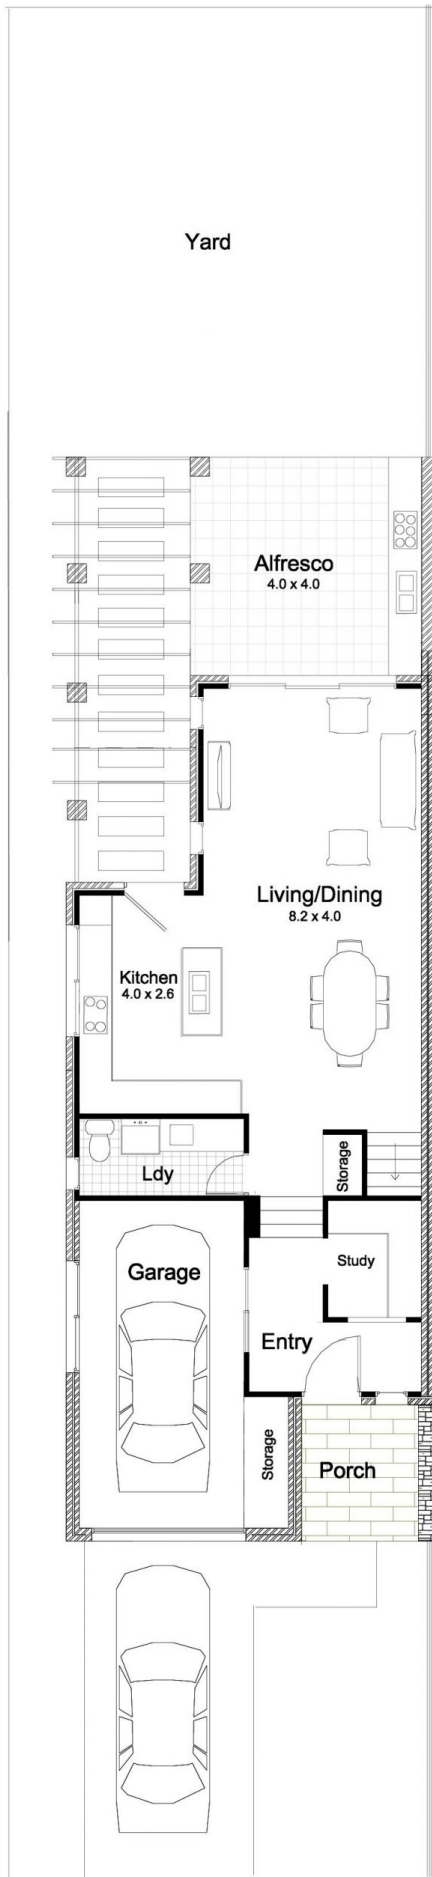 Yard
Alfresco
4.0 x 4.0
Living/Dining
8.2 x 4.0
Kitchen
4.0 x 2.6
Storage
Ldy
Study
Garage
Entry
Storage
Porch